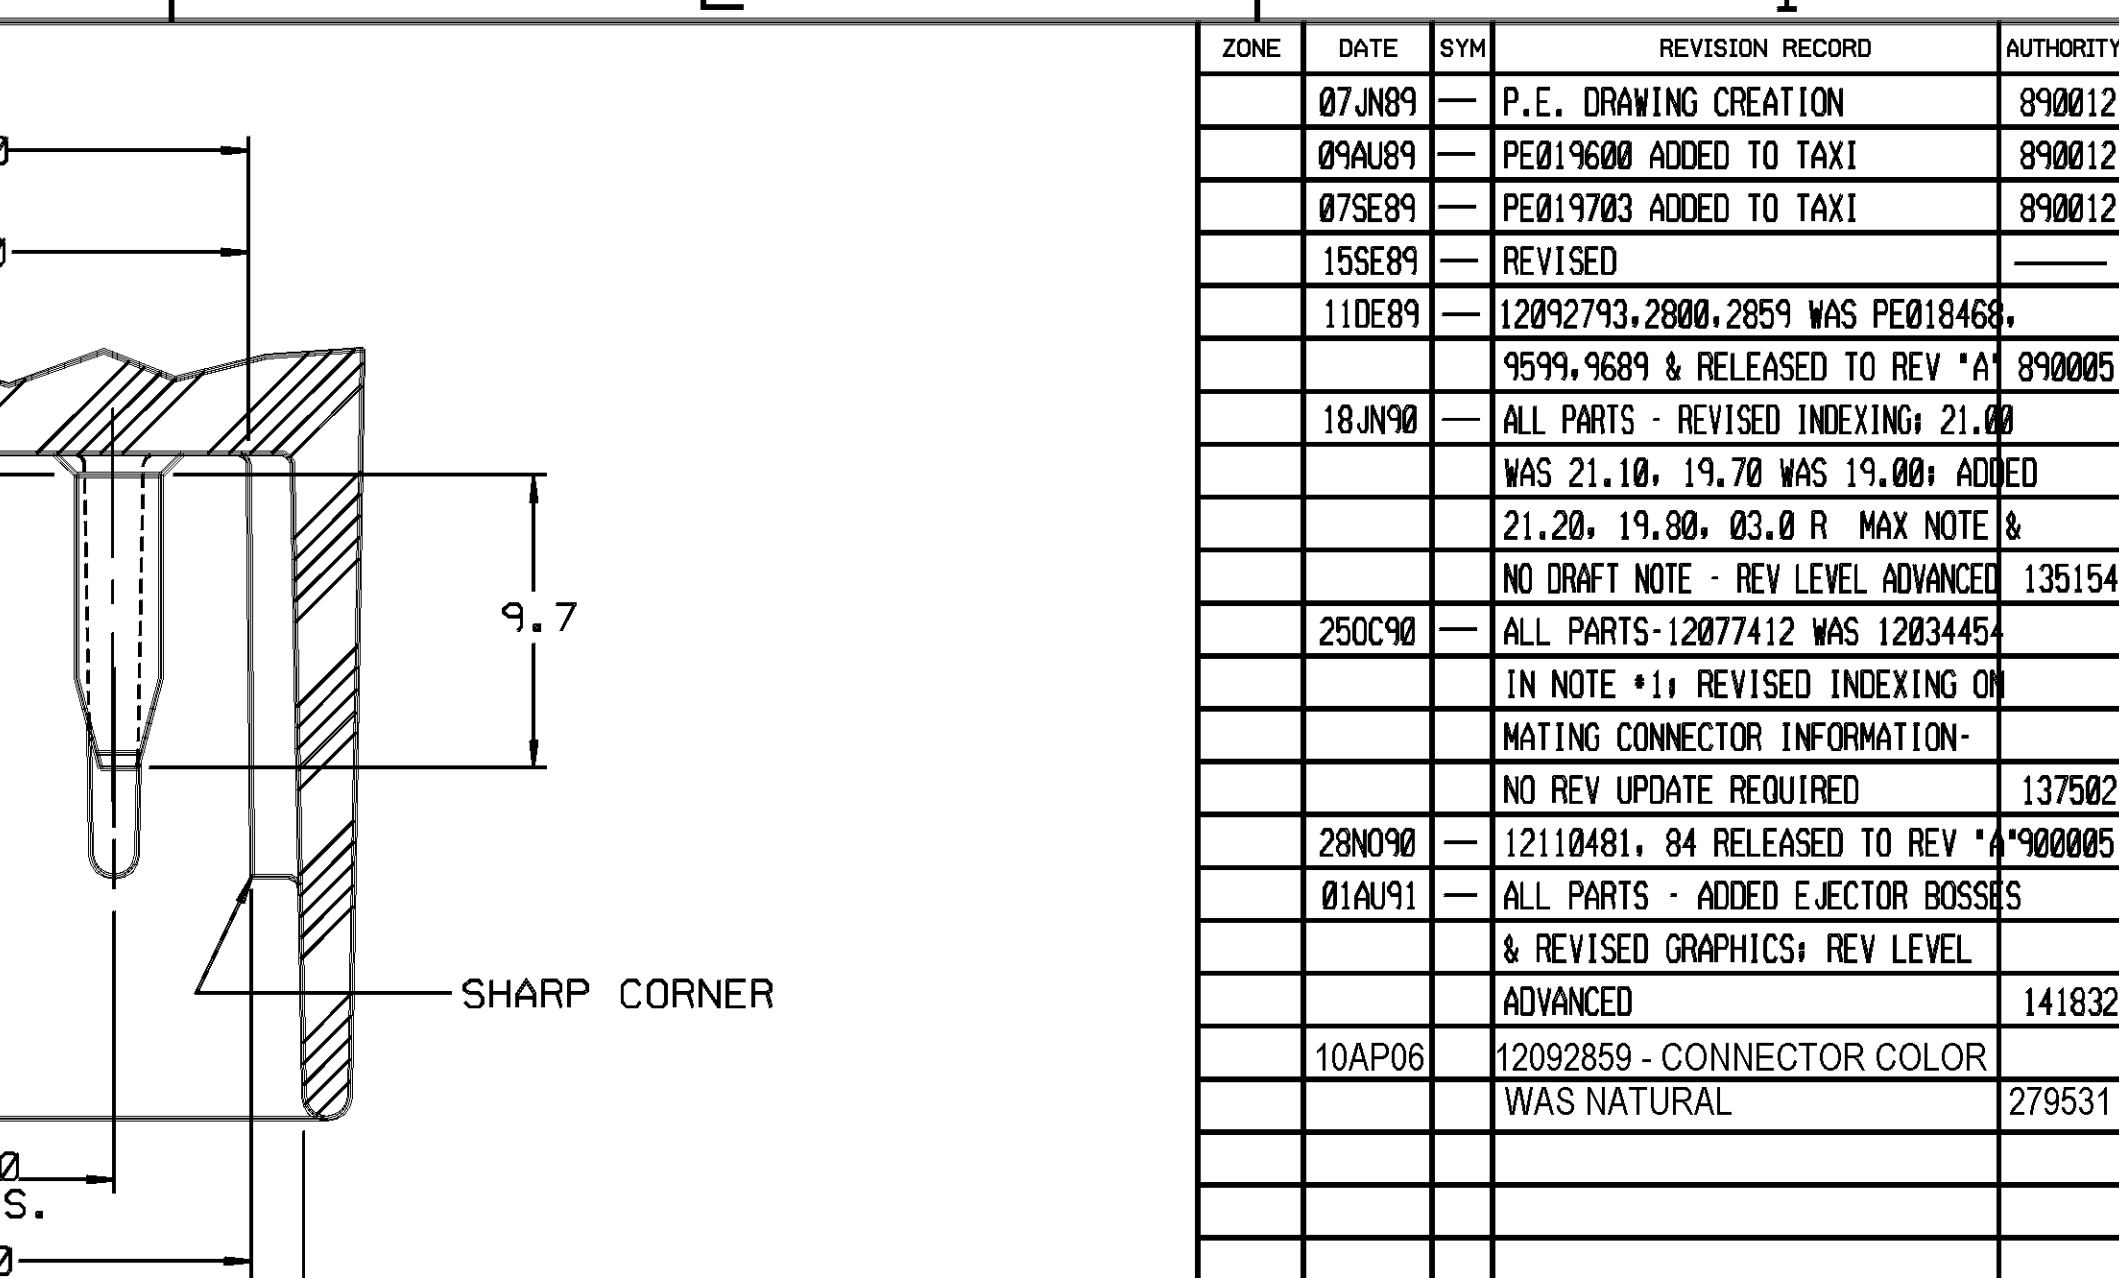 ZONE DATE SYM REVISION RECORD AUTHORITY
07JN89 — P.E. DRAWING CREATION 890012
09AU89 — PE019600 ADDED TO TAXI 890012
07SE89 — PE019703 ADDED TO TAXI 890012
15SE89 — REVISED —
11DE89 — 12092793,2800,2859 WAS PE018468,
9599,9689 & RELEASED TO REV "A" 890005
18JN90 — ALL PARTS - REVISED INDEXING; 21.00
WAS 21.10, 19.70 WAS 19.00; ADDED
21.20, 19.80, 03.0 R MAX NOTE &
NO DRAFT NOTE - REV LEVEL ADVANCED 135154
25OC90 — ALL PARTS-12077412 WAS 12034454
IN NOTE #1; REVISED INDEXING ON
MATING CONNECTOR INFORMATION-
NO REV UPDATE REQUIRED 137502
28NO90 — 12110481, 84 RELEASED TO REV "A" 900005
01AU91 — ALL PARTS - ADDED EJECTOR BOSSES
& REVISED GRAPHICS; REV LEVEL
ADVANCED 141832
10AP06 12092859 - CONNECTOR COLOR
WAS NATURAL 279531
9.7
SHARP CORNER
0
0
0
S.
0